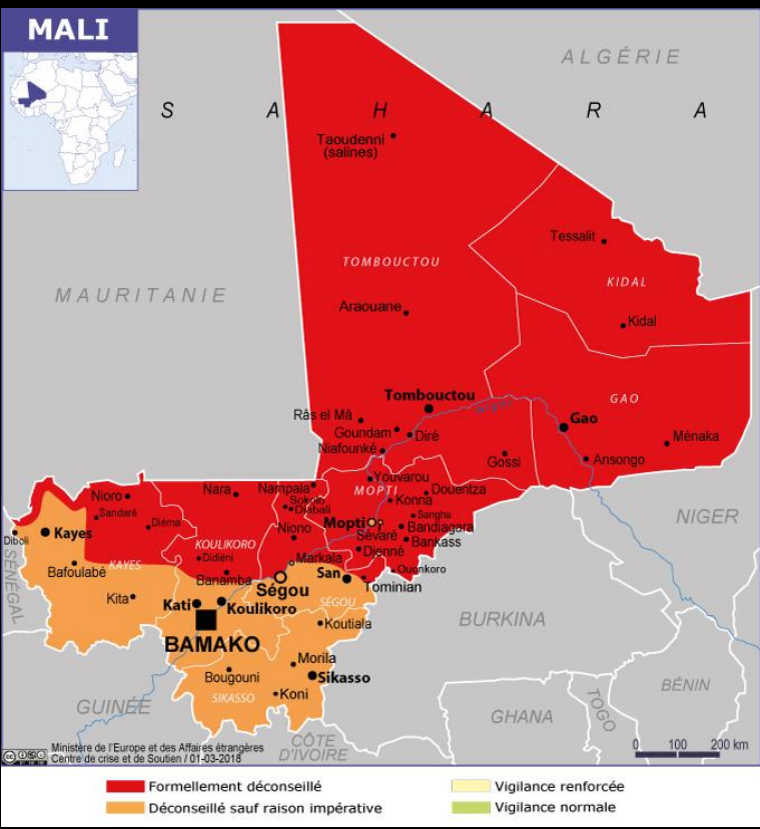 MALI
ALGÉRIE
S A H A R A
Taoudenni
(salines)
Tessalit
TOMBOUCTOU
KIDAL
MAURITANIE
Araouane
Kidal
Tombouctou
Niger
GAO
Râs el Mâ
Gao
Goundam
Diré
Ménaka
Niafounké
Gossi
Ansongo
Youvarou
Nampaia
MOPTI
Douentza
Nioro
Nara
Sokolo
Konna
Diabali
Sandaré
Sangha
NIGER
Diéma
Mopti
Bandiagara
Niono
Sévaré
Diboli
Kayes
KOULIKORO
Bankass
Djenné
Didiéni
Markala
KAYES
Bafoulabé
Ouenkoro
Banamba
San
Tominian
SÉNÉGAL
Ségou
Kita
Kati
Koulikoro
SÉGOU
BURKINA
Koutiala
BAMAKO
Morila
Bougouni
Sikasso
BÉNIN
SIKASSO
Koni
GUINÉE
TOGO
GHANA
CÔTE
D'IVOIRE
0 100 200 km
Ministère de l'Europe et des Affaires étrangères
Centre de crise et de Soutien / 01-03-2018
Formellement déconseillé
Vigilance renforcée
Déconseillé sauf raison impérative
Vigilance normale